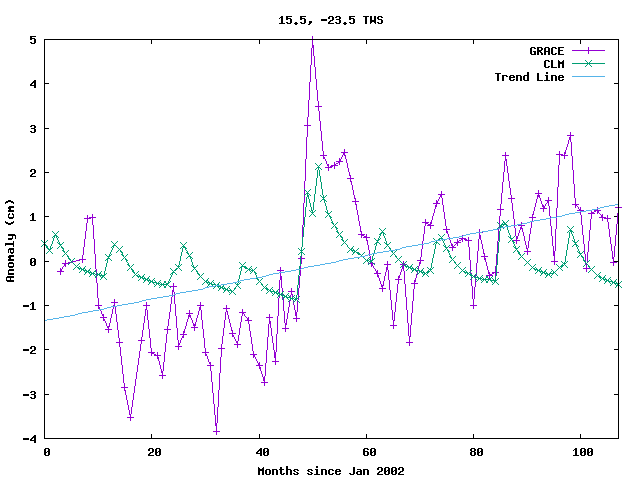 15.5, -23.5 TWS
GRACE
CLM
Trend Line
5
4
3
2
1
0
-1
-2
-3
-4
Anomaly (cm)
0 20 40 60 80 100
Months since Jan 2002